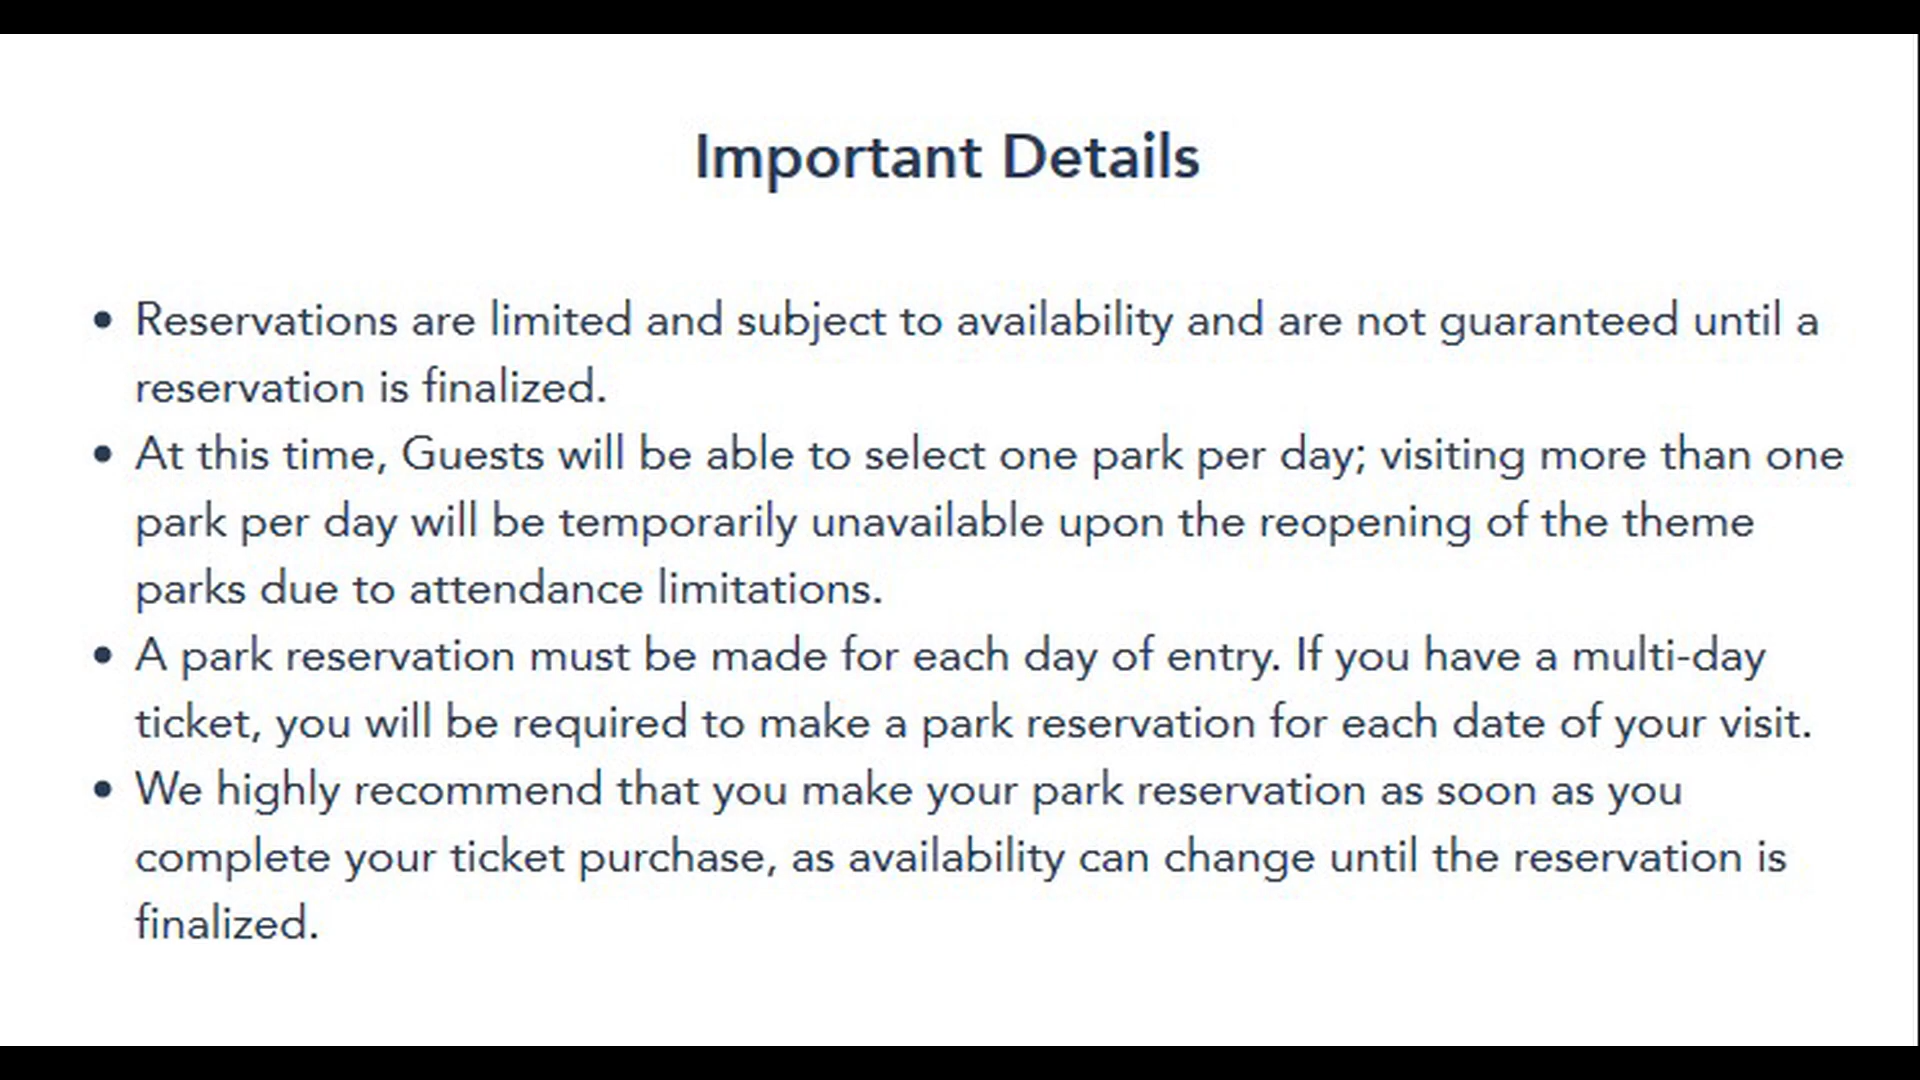 Important Details
• Reservations are limited and subject to availability and are not guaranteed until a
reservation is finalized.
• At this time, Guests will be able to select one park per day; visiting more than one
park per day will be temporarily unavailable upon the reopening of the theme
parks due to attendance limitations.
• A park reservation must be made for each day of entry. If you have a multi-day
ticket, you will be required to make a park reservation for each date of your visit.
• We highly recommend that you make your park reservation as soon as you
complete your ticket purchase, as availability can change until the reservation is
finalized.